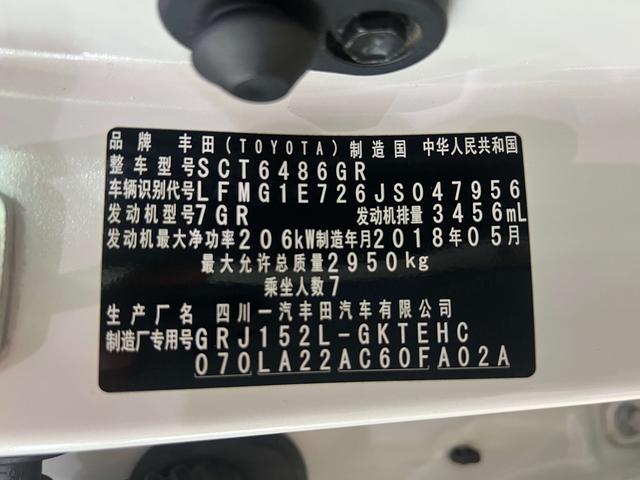 品牌 丰田(TOYOTA) 制造国 中华人民共和国
整车型号SCT6486GR
车辆识别代号LFMG1E726JS047956
发动机型号7GR 发动机排量3456mL
发动机最大净功率206kW制造年月2018年05月
最大允许总质量2950kg
乘坐人数7
生产厂名 四川一汽丰田汽车有限公司
制造厂专用号GRJ152L-GKTEHC
070LA22AC60FA02A